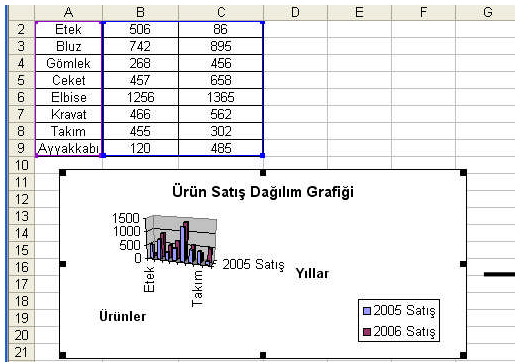 A B C D E F G
2 Etek 506 86
3 Bluz 742 895
4 Gömlek 268 456
5 Ceket 457 658
6 Elbise 1256 1365
7 Kravat 466 562
8 Takım 455 302
9 Ayyakkabı 120 485
10
11
12
13
14
15
16
17
18
19
20
21
Ürün Satış Dağılım Grafiği
1500
1000
500
0
Etek
Takım
2005 Satış
Yıllar
Ürünler
2005 Satış
2006 Satış